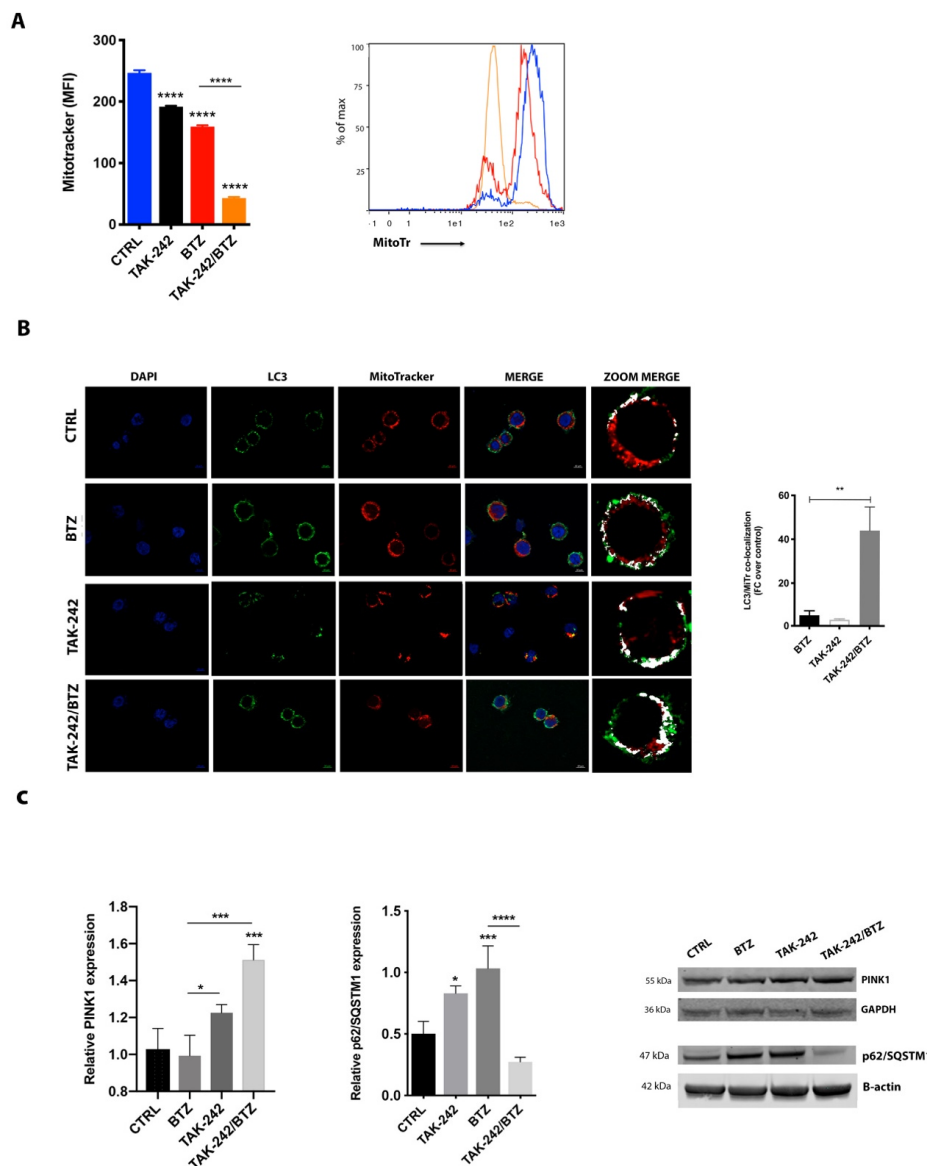 A
Mitotracker (MFI)
300
200
100
0
****
****
****
****
CTRL
TAK-242
BTZ
TAK-242/BTZ
% of max
100
75
50
25
-1 0 1 1e1 1e2 1e3
MitoTr
B
DAPI LC3 MitoTracker MERGE ZOOM MERGE
CTRL
BTZ
TAK-242
TAK-242/BTZ
LC3/MiTr co-localization
(FC over control)
60
40
20
0
**
BTZ
TAK-242
TAK-242/BTZ
C
Relative PINK1 expression
1.8
1.6
1.4
1.2
1.0
0.8
***
***
*
CTRL
BTZ
TAK-242
TAK-242/BTZ
Relative p62/SQSTM1 expression
1.5
1.0
0.5
0.0
****
***
*
CTRL
TAK-242
BTZ
TAK-242/BTZ
CTRL BTZ TAK-242 TAK-242/BTZ
55 kDa PINK1
36 kDa GAPDH
47 kDa p62/SQSTM1
42 kDa B-actin